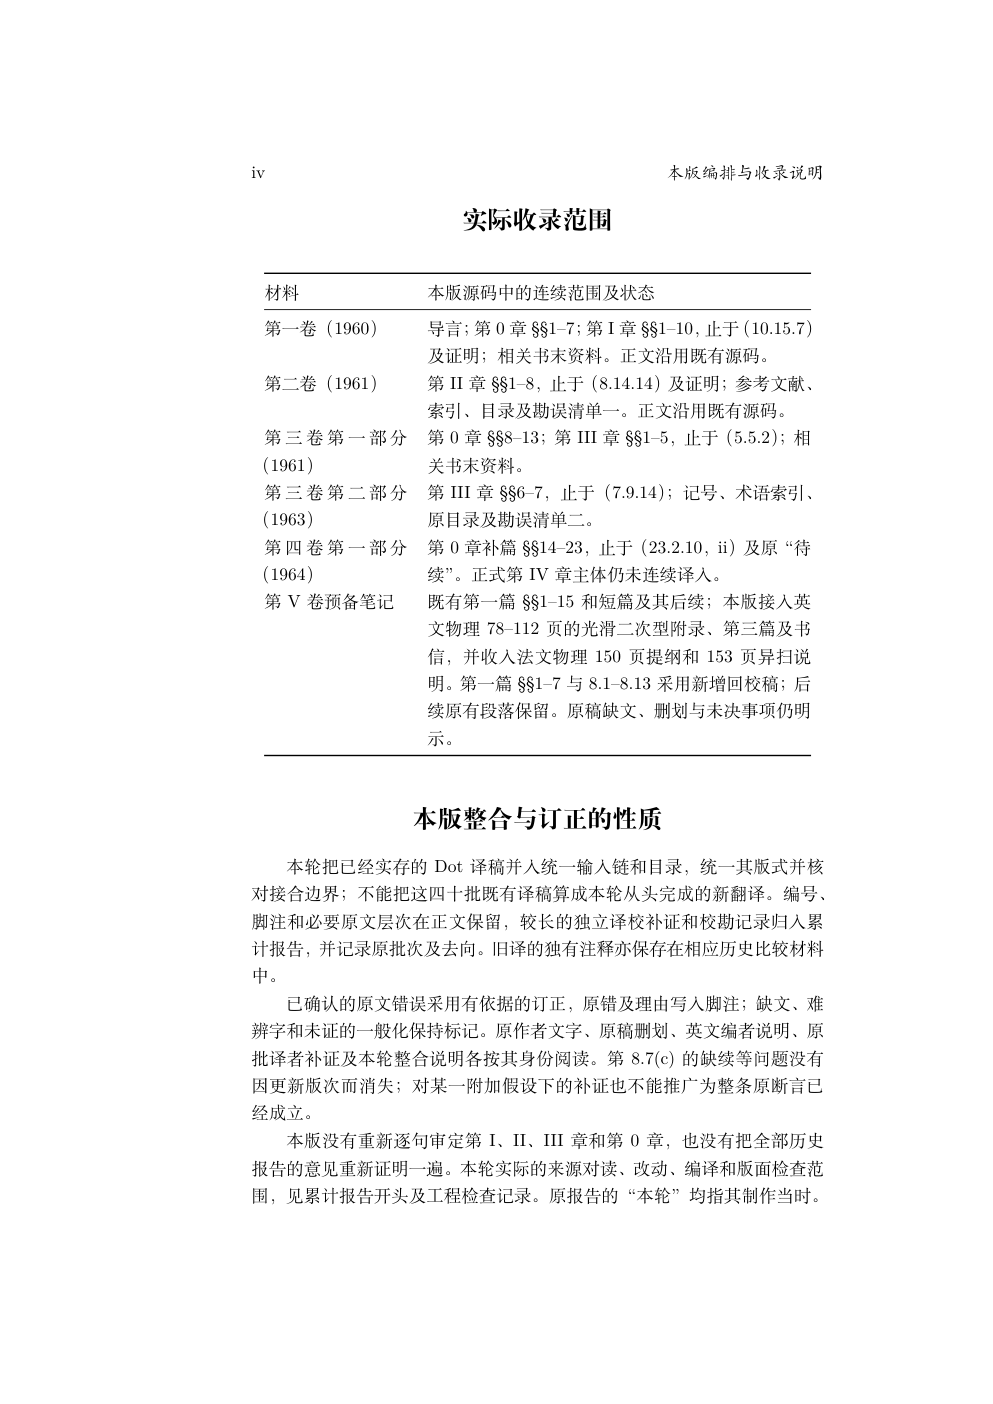 iv 本版编排与收录说明
实际收录范围
材料 本版源码中的连续范围及状态
第一卷（1960） 导言；第 0 章 §§1–7；第 I 章 §§1–10，止于（10.15.7）
及证明；相关书末资料。正文沿用既有源码。
第二卷（1961） 第 II 章 §§1–8，止于（8.14.14）及证明；参考文献、
索引、目录及勘误清单一。正文沿用既有源码。
第三卷第一部分 第 0 章 §§8–13；第 III 章 §§1–5，止于（5.5.2）；相
（1961） 关书末资料。
第三卷第二部分 第 III 章 §§6–7，止于（7.9.14）；记号、术语索引、
（1963） 原目录及勘误清单二。
第四卷第一部分 第 0 章补篇 §§14–23，止于（23.2.10，ii）及原“待
（1964） 续”。正式第 IV 章主体仍未连续译入。
第 V 卷预备笔记 既有第一篇 §§1–15 和短篇及其后续；本版接入英
文物理 78–112 页的光滑二次型附录、第三篇及书
信，并收入法文物理 150 页提纲和 153 页异扫说
明。第一篇 §§1–7 与 8.1–8.13 采用新增回校稿；后
续原有段落保留。原稿缺文、删划与未决事项仍明
示。
本版整合与订正的性质
本轮把已经实存的 Dot 译稿并入统一输入链和目录，统一其版式并核
对接合边界；不能把这四十批既有译稿算成本轮从头完成的新翻译。编号、
脚注和必要原文层次在正文保留，较长的独立译校补证和校勘记录归入累
计报告，并记录原批次及去向。旧译的独有注释亦保存在相应历史比较材料
中。
已确认的原文错误采用有依据的订正，原错及理由写入脚注；缺文、难
辨字和未证的一般化保持标记。原作者文字、原稿删划、英文编者说明、原
批译者补证及本轮整合说明各按其身份阅读。第 8.7(c) 的缺续等问题没有
因更新版次而消失；对某一附加假设下的补证也不能推广为整条原断言已
经成立。
本版没有重新逐句审定第 I、II、III 章和第 0 章，也没有把全部历史
报告的意见重新证明一遍。本轮实际的来源对读、改动、编译和版面检查范
围，见累计报告开头及工程检查记录。原报告的“本轮”均指其制作当时。